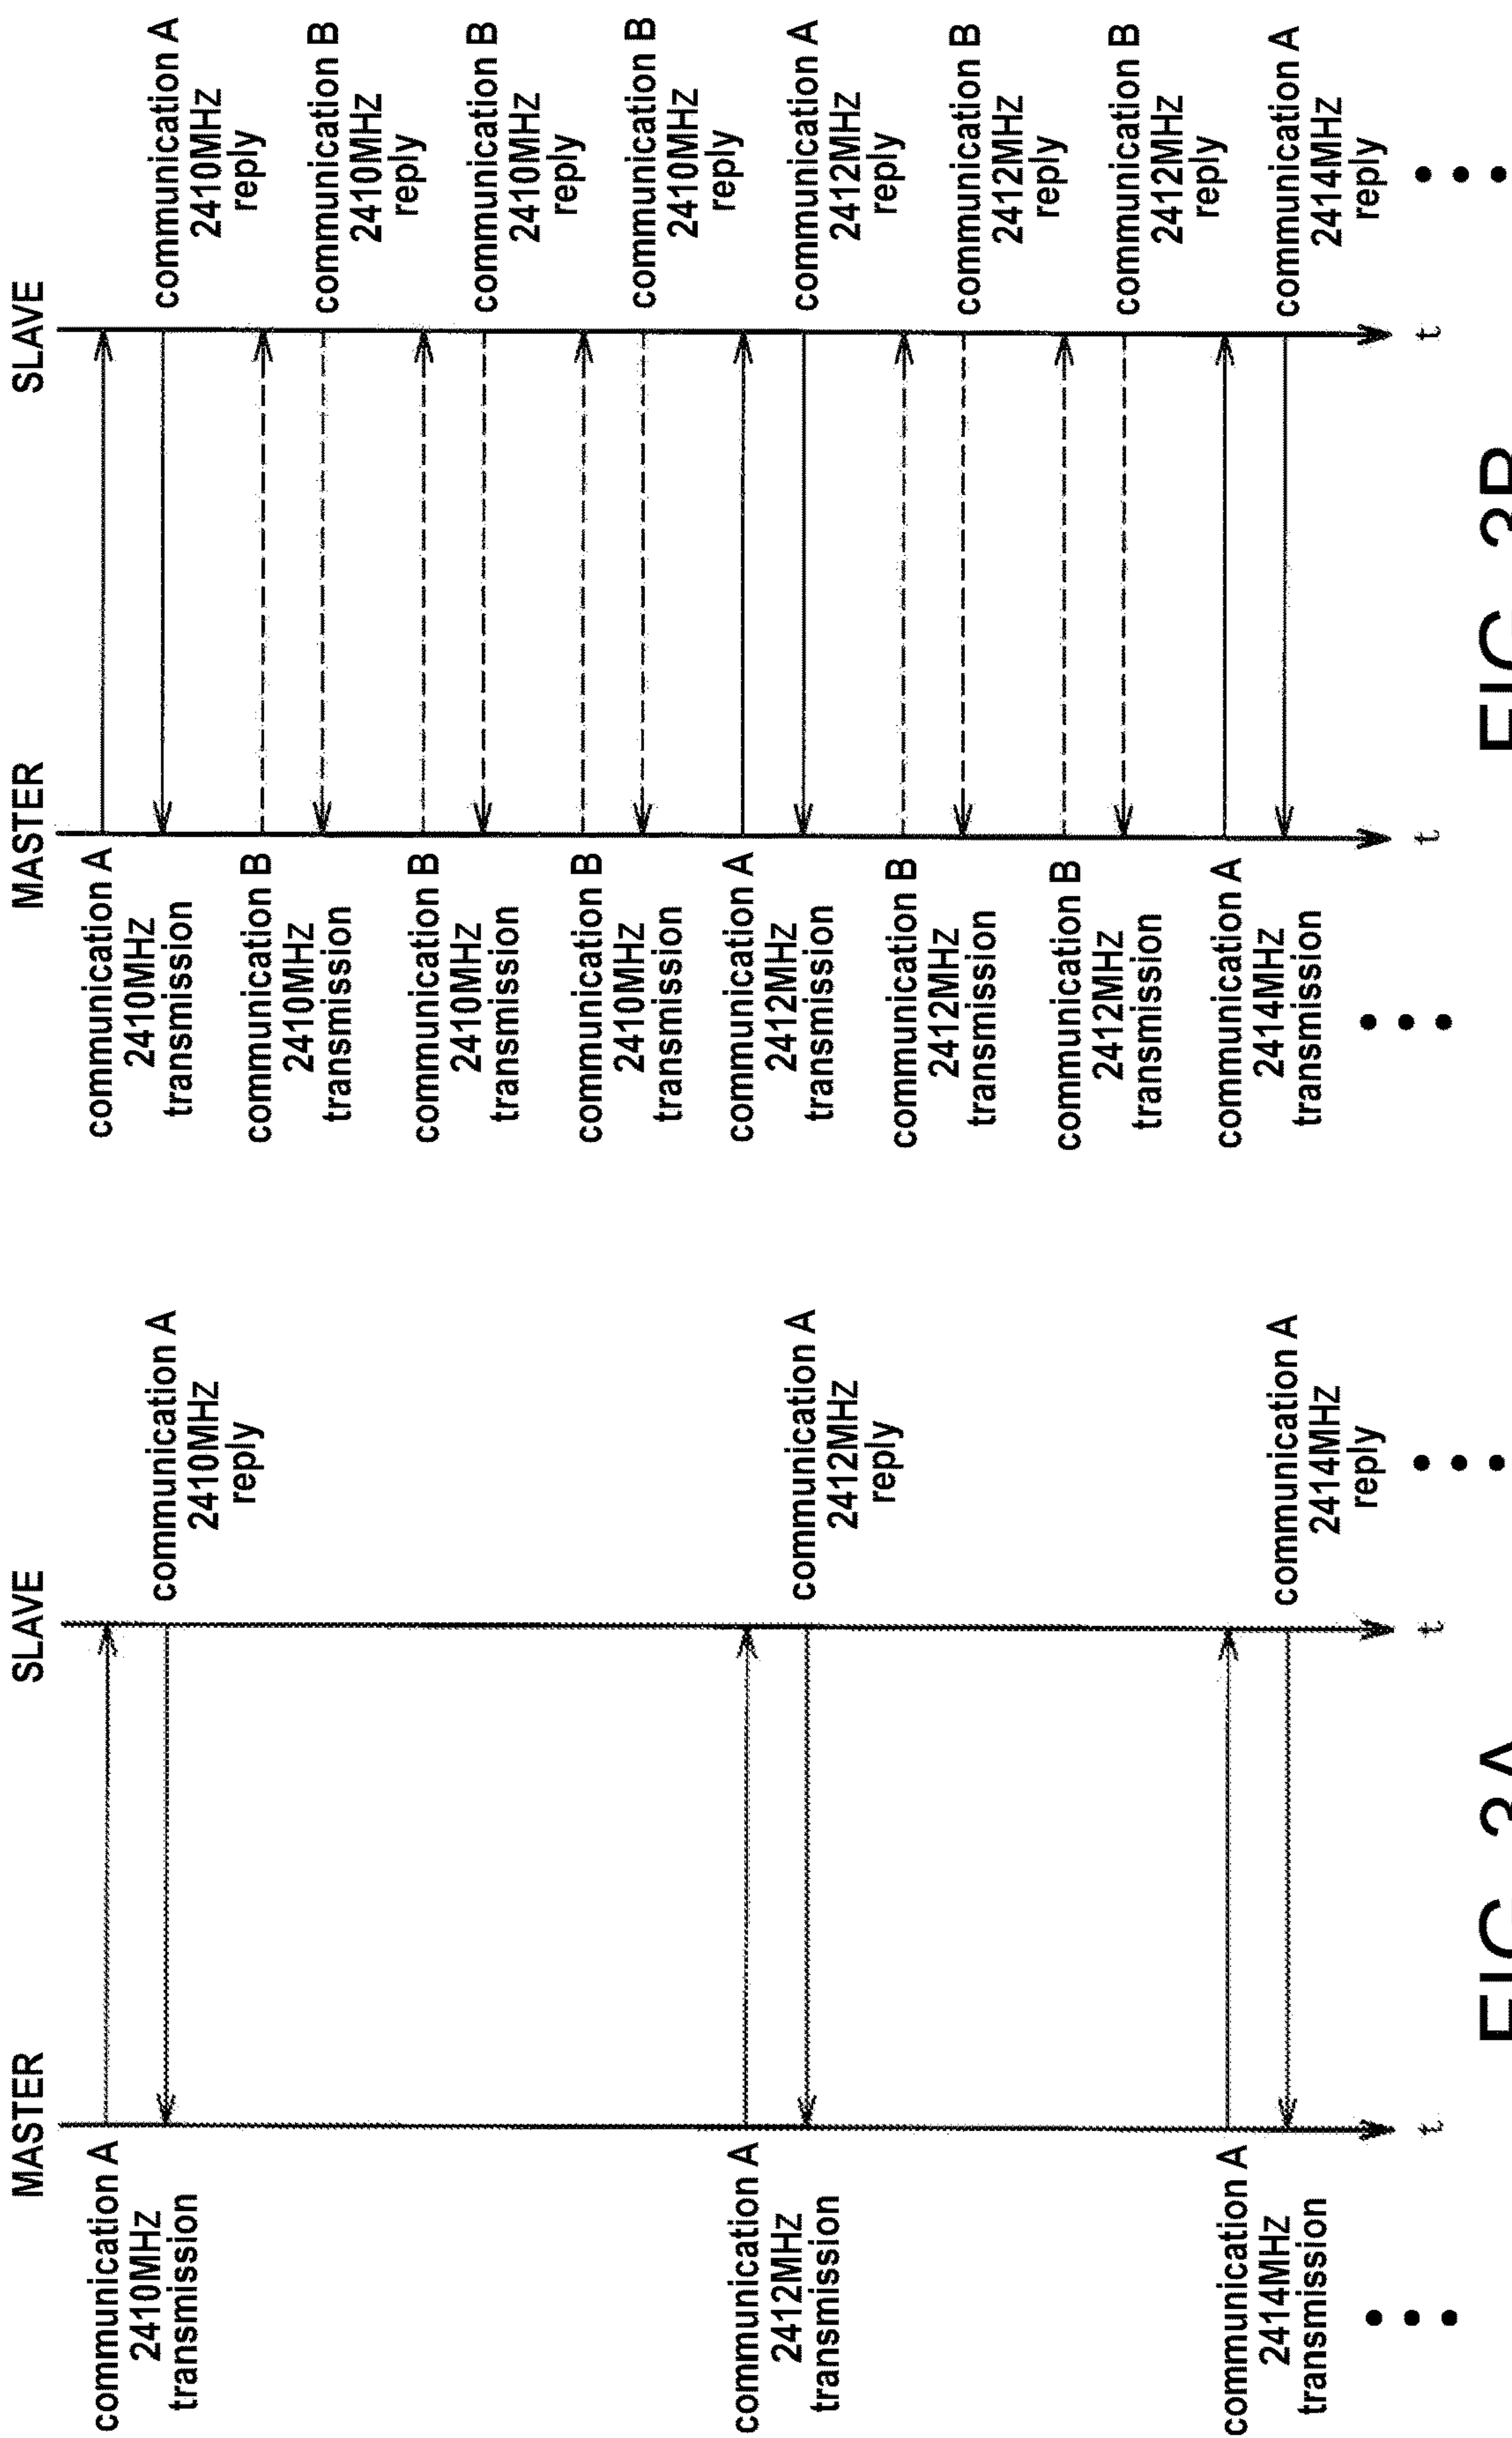 MASTER
SLAVE
communication A
2410MHz
transmission
communication A
2410MHz
reply
communication A
2412MHz
transmission
communication A
2412MHz
reply
communication A
2414MHz
transmission
communication A
2414MHz
reply
t
t
FIG. 3A
MASTER
SLAVE
communication A
2410MHz
transmission
communication A
2410MHz
reply
communication B
2410MHz
transmission
communication B
2410MHz
reply
communication B
2410MHz
transmission
communication B
2410MHz
reply
communication B
2410MHz
transmission
communication B
2410MHz
reply
communication A
2412MHz
transmission
communication A
2412MHz
reply
communication B
2412MHz
transmission
communication B
2412MHz
reply
communication B
2412MHz
transmission
communication B
2412MHz
reply
communication A
2414MHz
transmission
communication A
2414MHz
reply
t
t
FIG. 3B